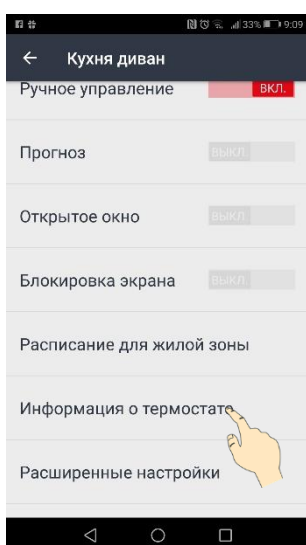 33% 9:09
Кухня диван
Ручное управление ВКЛ.
Прогноз ВЫКЛ.
Открытое окно ВЫКЛ.
Блокировка экрана ВЫКЛ.
Расписание для жилой зоны
Информация о термостате
Расширенные настройки